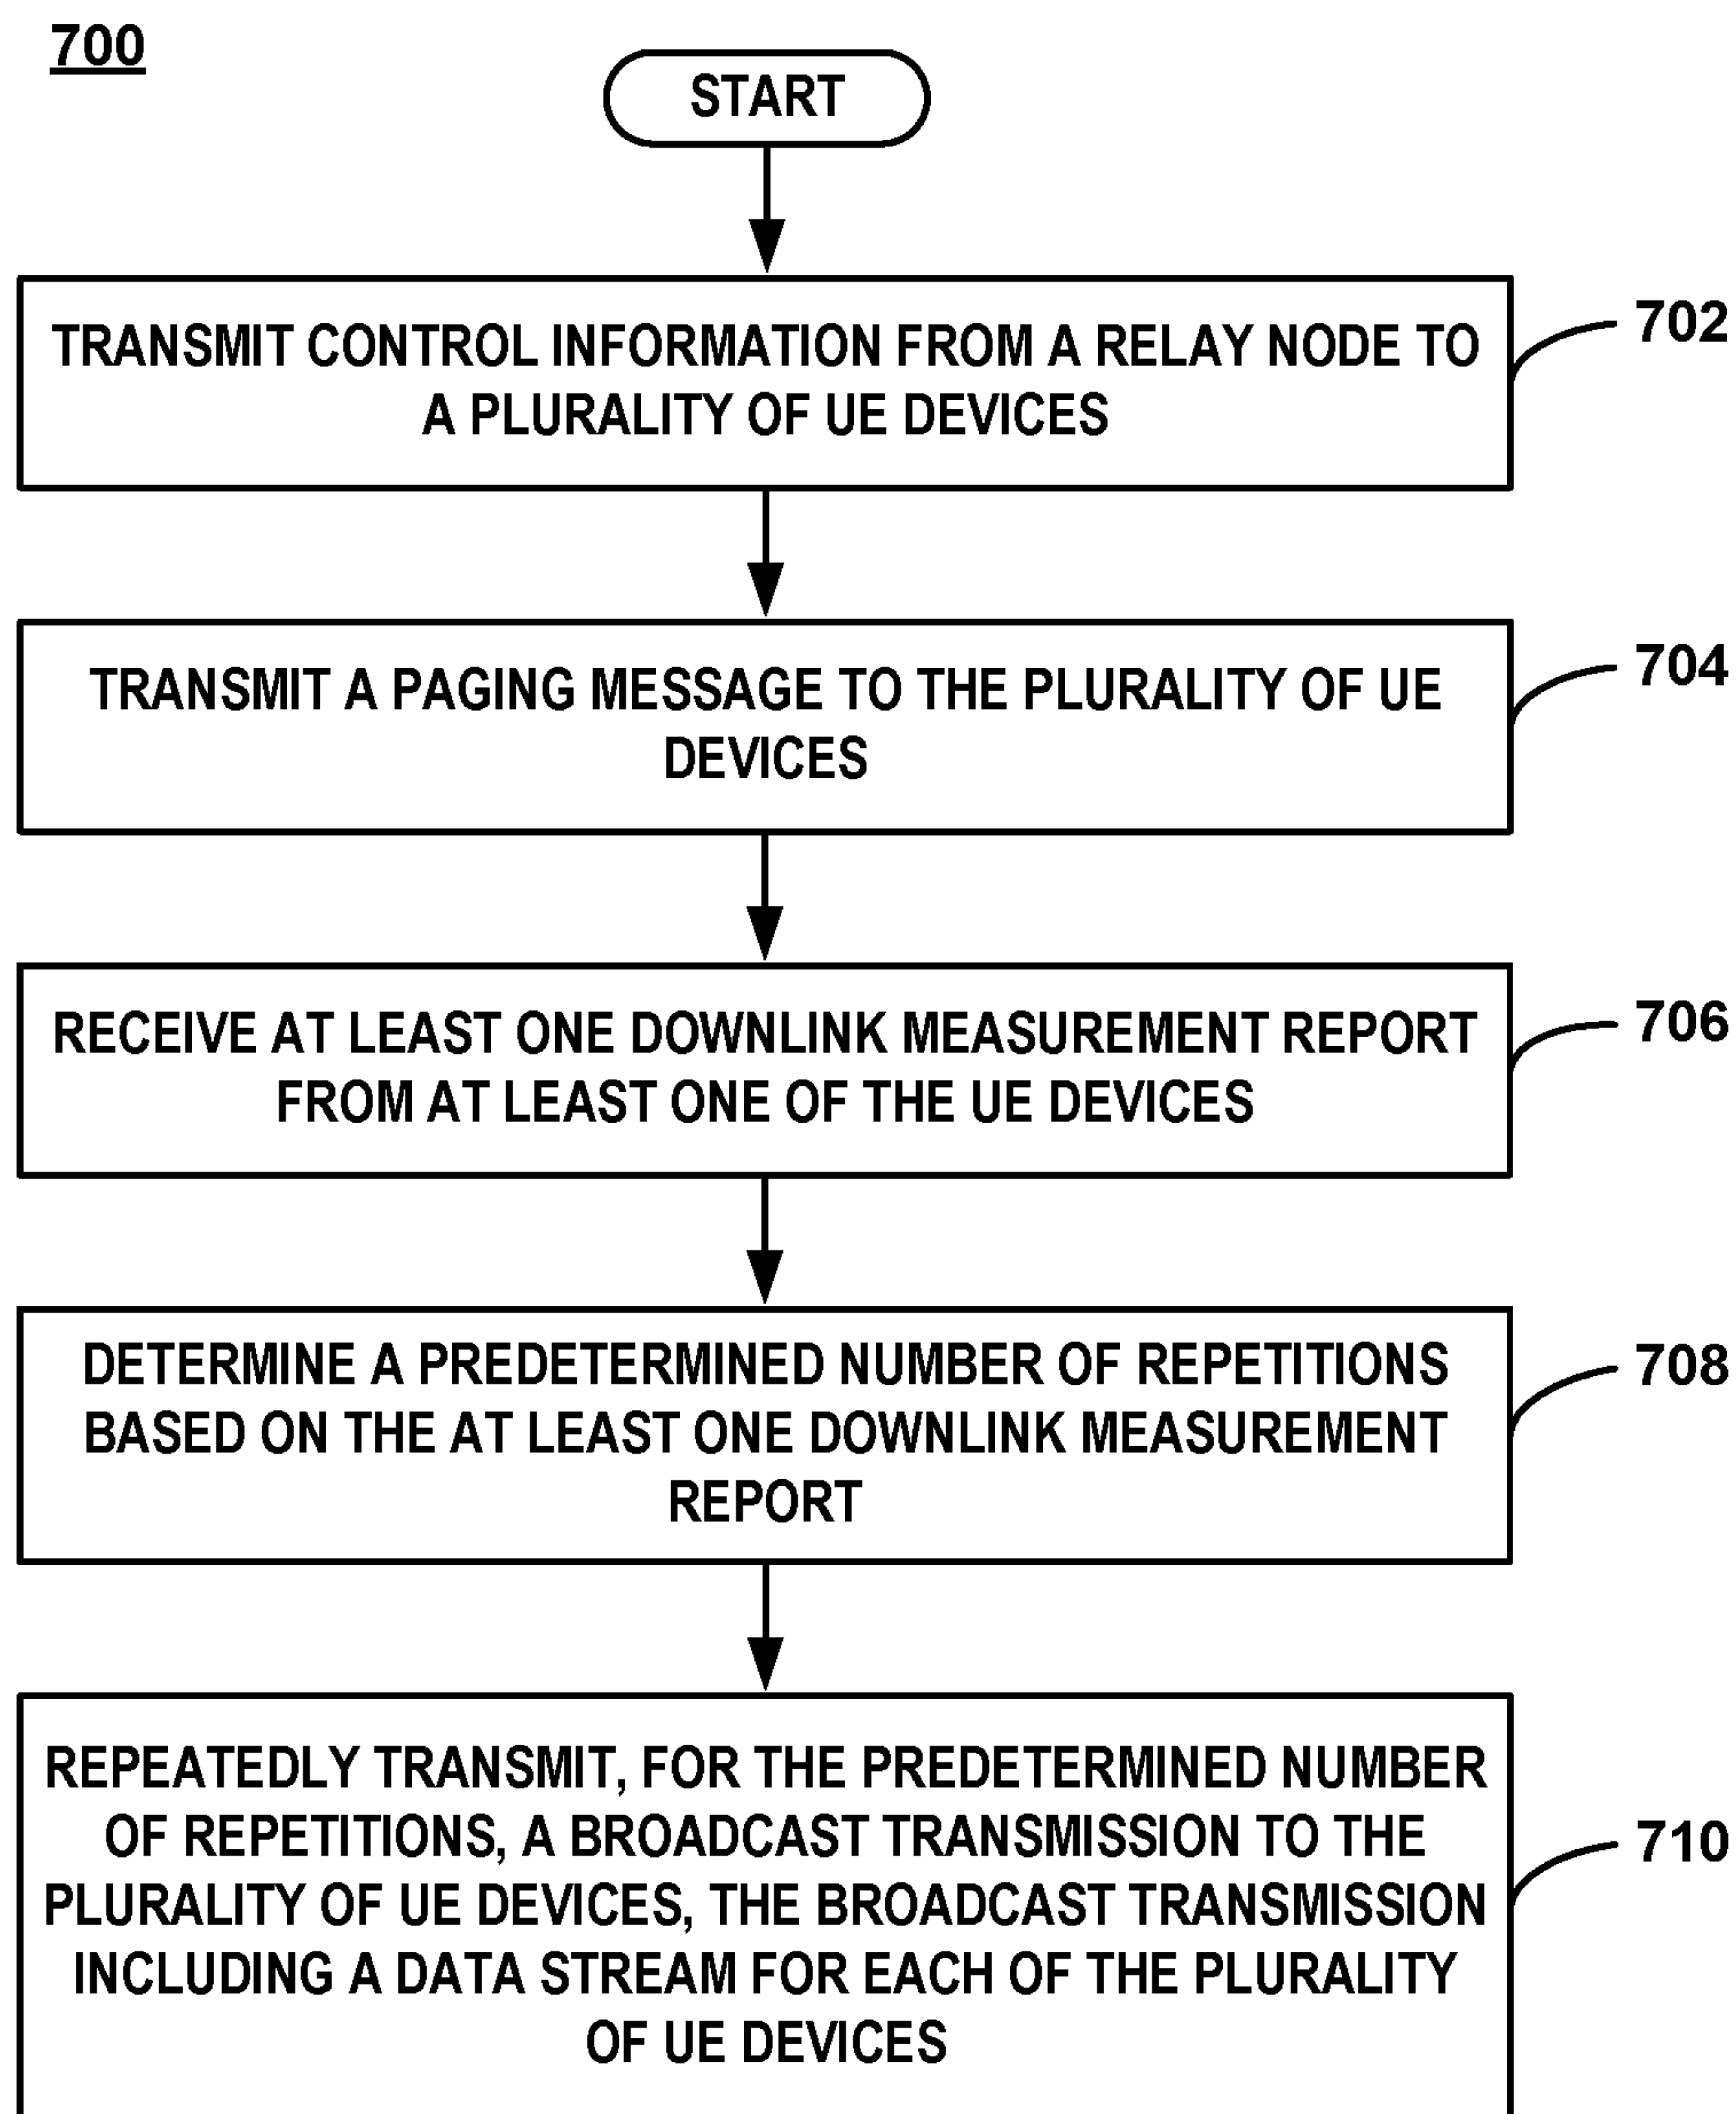 700
START
TRANSMIT CONTROL INFORMATION FROM A RELAY NODE TO
A PLURALITY OF UE DEVICES
702
TRANSMIT A PAGING MESSAGE TO THE PLURALITY OF UE
DEVICES
704
RECEIVE AT LEAST ONE DOWNLINK MEASUREMENT REPORT
FROM AT LEAST ONE OF THE UE DEVICES
706
DETERMINE A PREDETERMINED NUMBER OF REPETITIONS
BASED ON THE AT LEAST ONE DOWNLINK MEASUREMENT
REPORT
708
REPEATEDLY TRANSMIT, FOR THE PREDETERMINED NUMBER
OF REPETITIONS, A BROADCAST TRANSMISSION TO THE
PLURALITY OF UE DEVICES, THE BROADCAST TRANSMISSION
INCLUDING A DATA STREAM FOR EACH OF THE PLURALITY
OF UE DEVICES
710